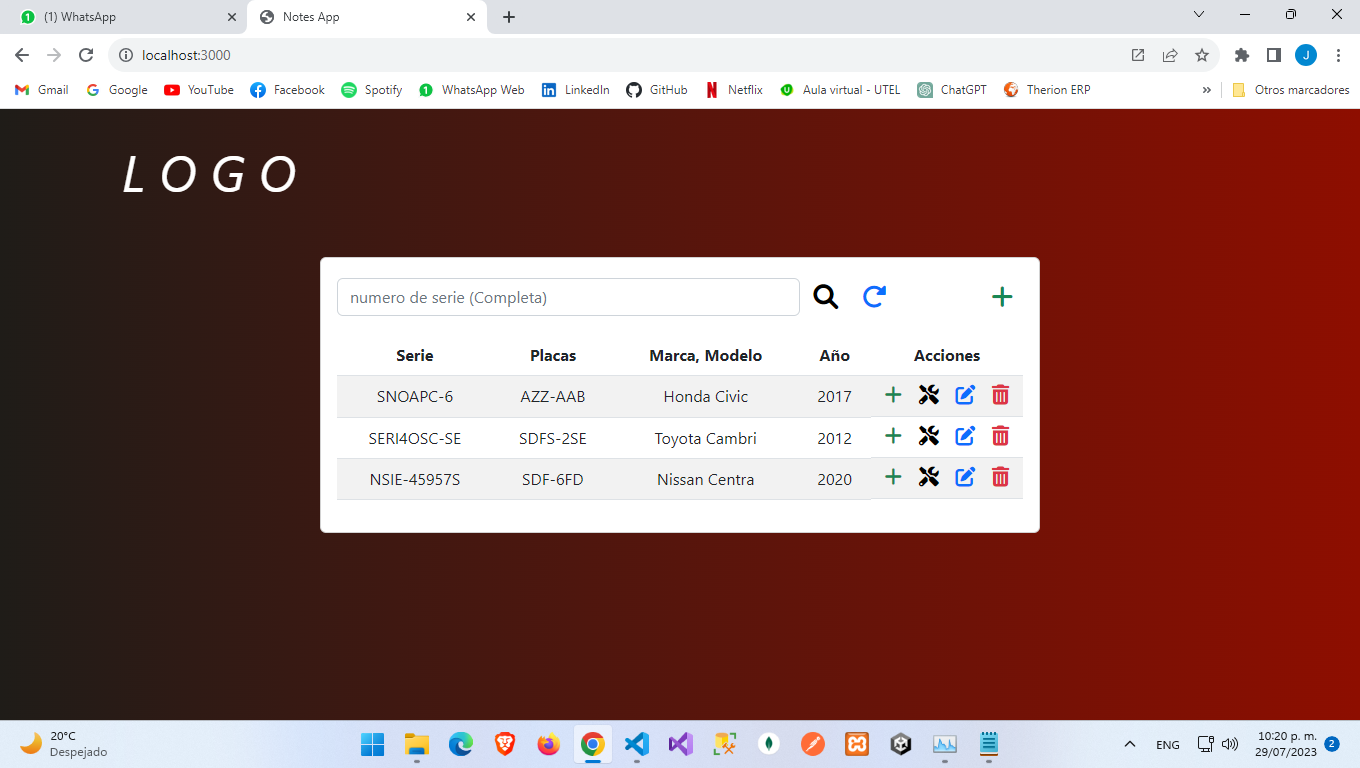 (1) WhatsApp
Notes App
localhost:3000
J
Gmail Google YouTube Facebook Spotify WhatsApp Web LinkedIn GitHub Netflix Aula virtual - UTEL ChatGPT Therion ERP » Otros marcadores
LOGO
numero de serie (Completa)
Serie Placas Marca, Modelo Año Acciones
SNOAPC-6 AZZ-AAB Honda Civic 2017
SERI4OSC-SE SDFS-2SE Toyota Cambri 2012
NSIE-45957S SDF-6FD Nissan Centra 2020
20°C
Despejado
ENG
10:20 p. m.
29/07/2023
2